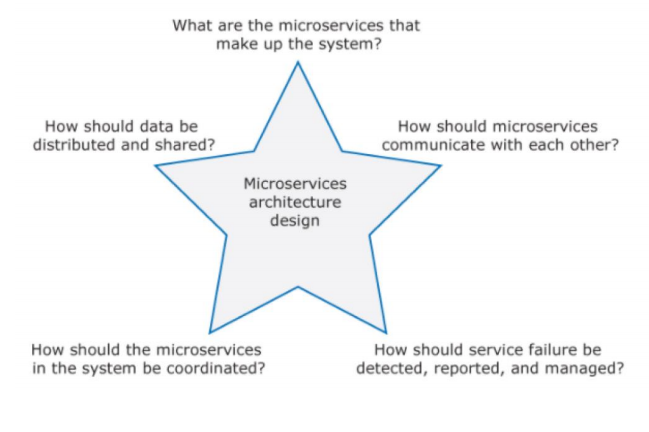 What are the microservices that
make up the system?
How should data be
distributed and shared?
How should microservices
communicate with each other?
Microservices
architecture
design
How should the microservices
in the system be coordinated?
How should service failure be
detected, reported, and managed?